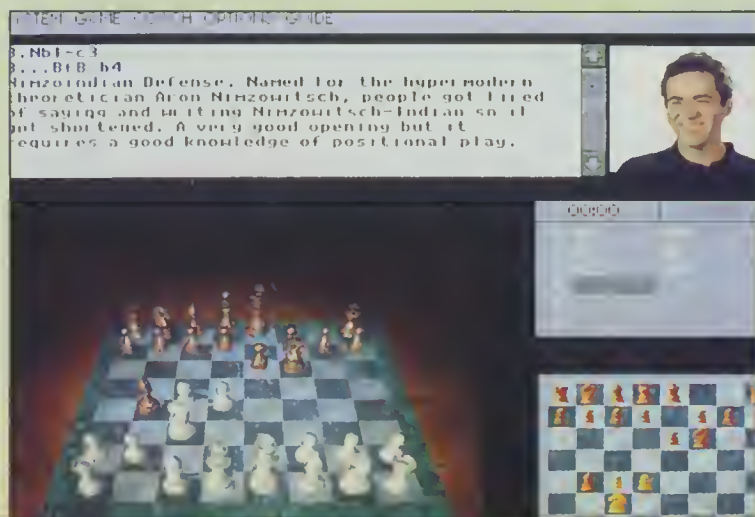 GAME OPTIONS GUIDE
3.Nb1-c3
3...Bf8-b4
Nimzoindian Defense. Named for the hypermodern
theoretician Aron Nimzowitsch, people got tired
of saying and writing Nimzowitsch-Indian so it
got shortened. A very good opening but it
requires a good knowledge of positional play.
00:00